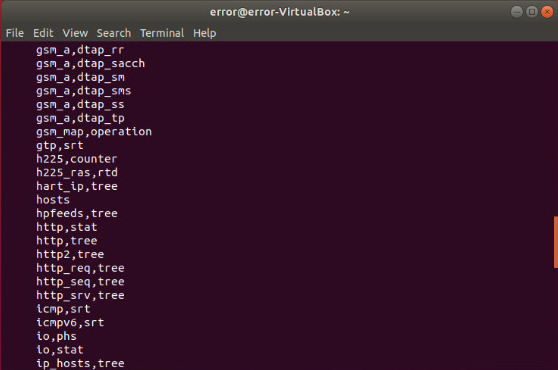 error@error-VirtualBox: ~
File Edit View Search Terminal Help
gsm_a,dtap_rr
gsm_a,dtap_sacch
gsm_a,dtap_sm
gsm_a,dtap_sms
gsm_a,dtap_ss
gsm_a,dtap_tp
gsm_map,operation
gtp,srt
h225,counter
h225_ras,rtd
hart_ip,tree
hosts
hpfeeds,tree
http,stat
http,tree
http2,tree
http_req,tree
http_seq,tree
http_srv,tree
icmp,srt
icmpv6,srt
io,phs
io,stat
ip_hosts,tree